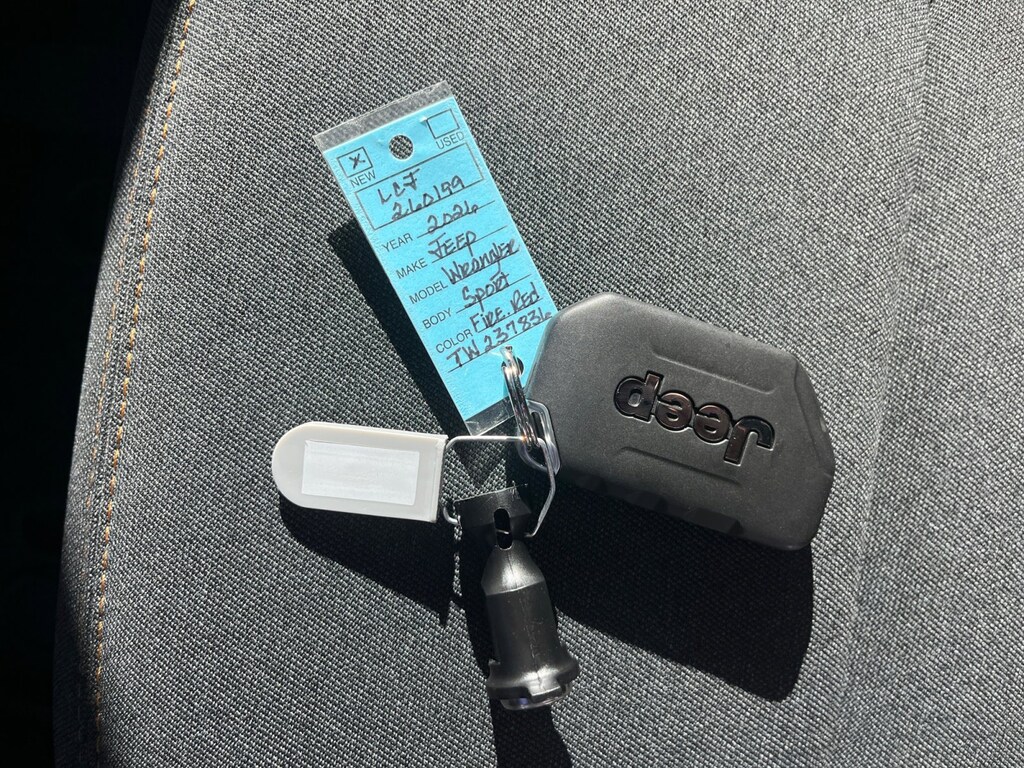 X
NEW
USED
LCF
260199
YEAR 2026
MAKE JEEP
MODEL Wrangler
BODY Sport
COLOR FIRE. RED
TW237836
Jeep